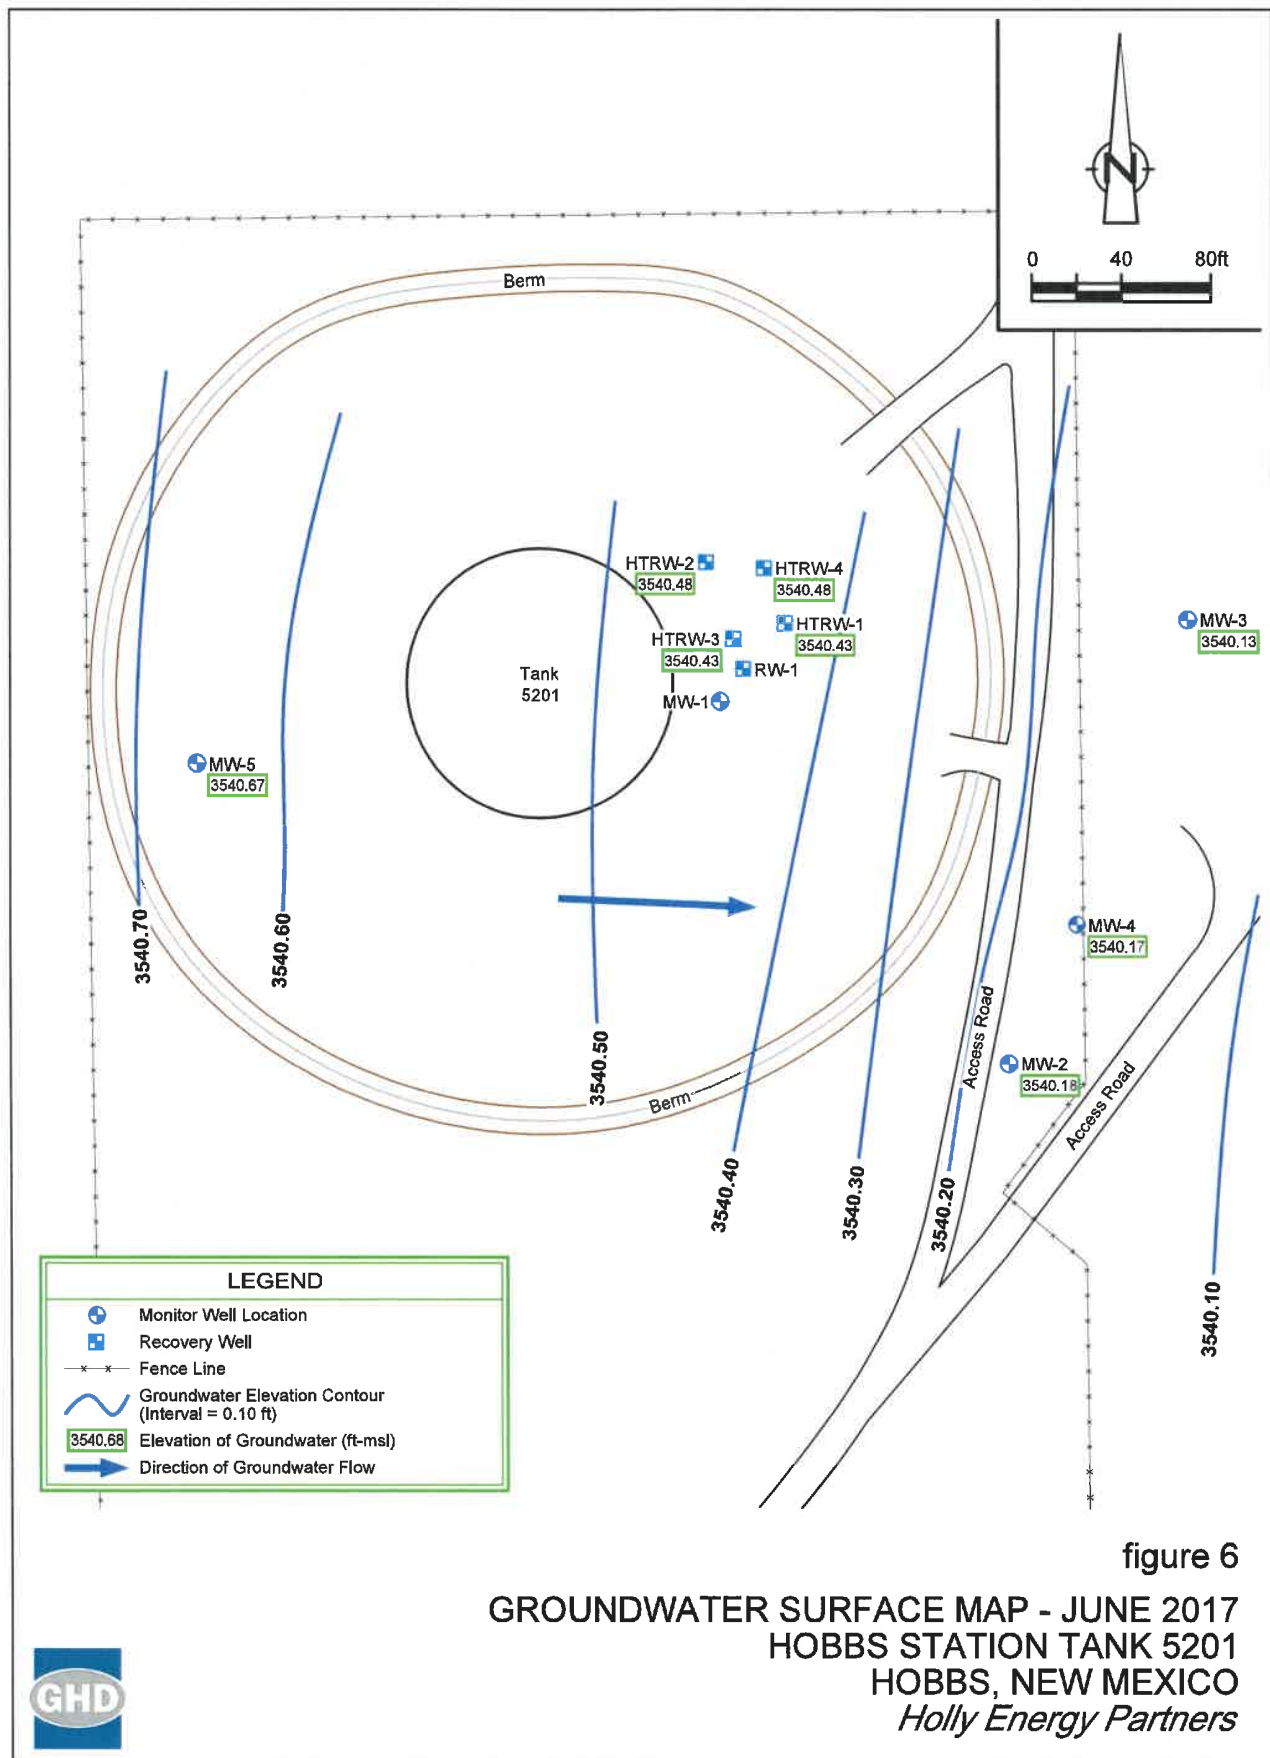 N
0 40 80ft
Berm
HTRW-2
3540.48
HTRW-4
3540.48
HTRW-1
3540.43
HTRW-3
3540.43
RW-1
MW-1
MW-3
3540.13
Tank
5201
MW-5
3540.67
MW-4
3540.17
MW-2
3540.18
Access Road
Access Road
Berm
3540.70
3540.60
3540.50
3540.40
3540.30
3540.20
3540.10
LEGEND
Monitor Well Location
Recovery Well
Fence Line
Groundwater Elevation Contour
(Interval = 0.10 ft)
3540.68 Elevation of Groundwater (ft-msl)
Direction of Groundwater Flow
figure 6
GROUNDWATER SURFACE MAP - JUNE 2017
HOBBS STATION TANK 5201
HOBBS, NEW MEXICO
Holly Energy Partners
GHD